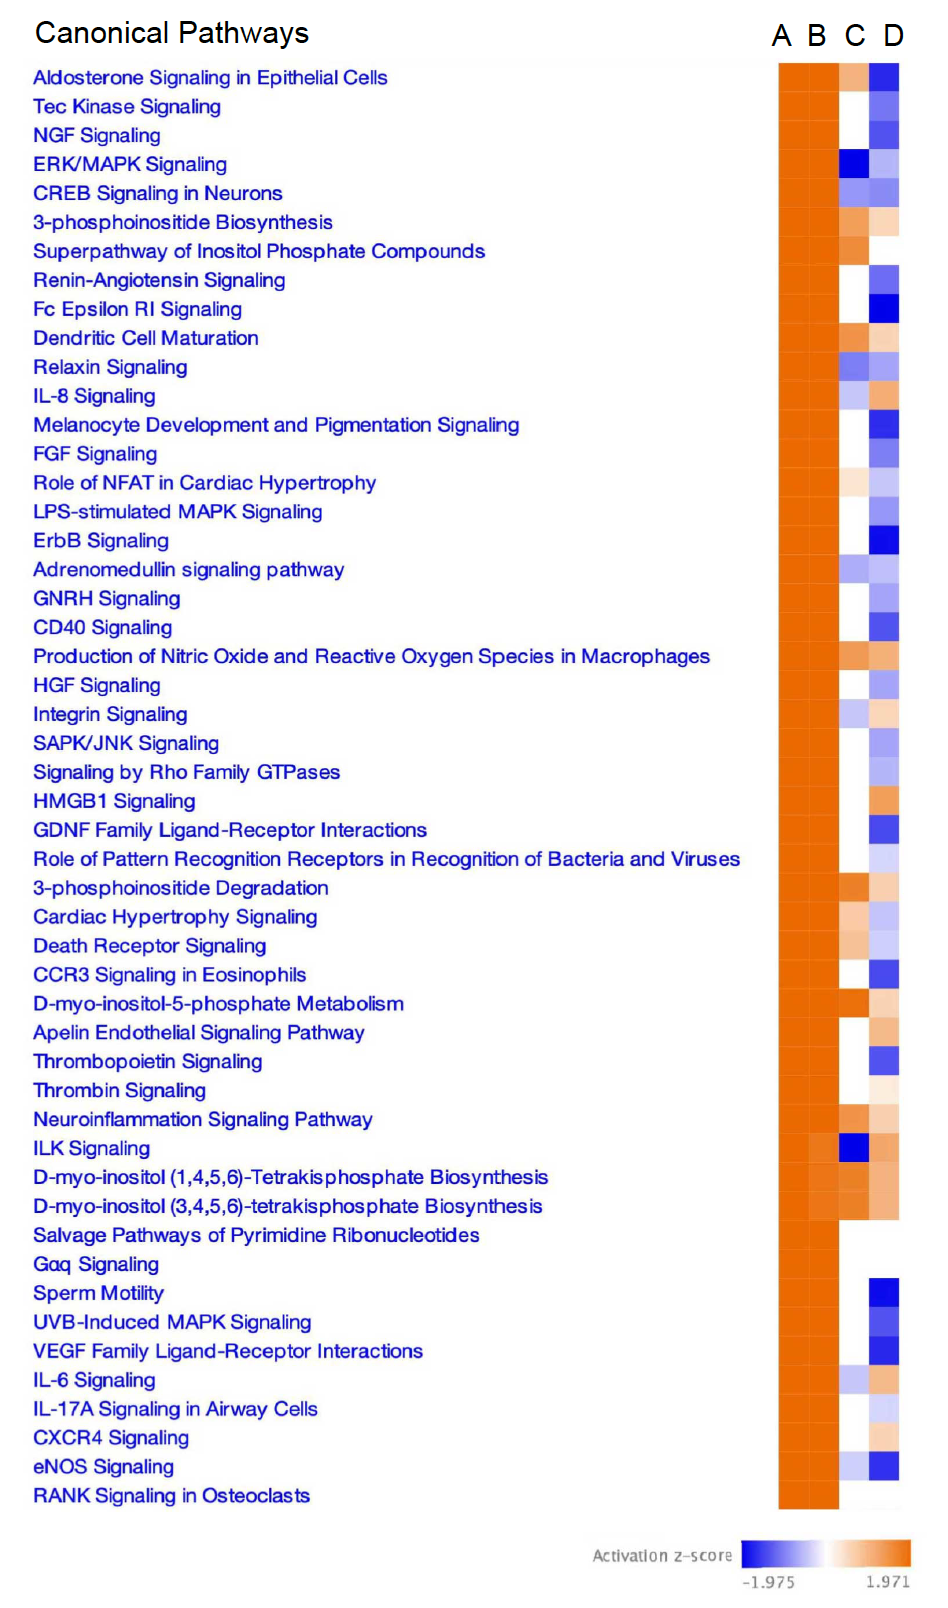 Canonical Pathways A B C D
Aldosterone Signaling in Epithelial Cells
Tec Kinase Signaling
NGF Signaling
ERK/MAPK Signaling
CREB Signaling in Neurons
3-phosphoinositide Biosynthesis
Superpathway of Inositol Phosphate Compounds
Renin-Angiotensin Signaling
Fc Epsilon RI Signaling
Dendritic Cell Maturation
Relaxin Signaling
IL-8 Signaling
Melanocyte Development and Pigmentation Signaling
FGF Signaling
Role of NFAT in Cardiac Hypertrophy
LPS-stimulated MAPK Signaling
ErbB Signaling
Adrenomedullin signaling pathway
GNRH Signaling
CD40 Signaling
Production of Nitric Oxide and Reactive Oxygen Species in Macrophages
HGF Signaling
Integrin Signaling
SAPK/JNK Signaling
Signaling by Rho Family GTPases
HMGB1 Signaling
GDNF Family Ligand-Receptor Interactions
Role of Pattern Recognition Receptors in Recognition of Bacteria and Viruses
3-phosphoinositide Degradation
Cardiac Hypertrophy Signaling
Death Receptor Signaling
CCR3 Signaling in Eosinophils
D-myo-inositol-5-phosphate Metabolism
Apelin Endothelial Signaling Pathway
Thrombopoietin Signaling
Thrombin Signaling
Neuroinflammation Signaling Pathway
ILK Signaling
D-myo-inositol (1,4,5,6)-Tetrakisphosphate Biosynthesis
D-myo-inositol (3,4,5,6)-tetrakisphosphate Biosynthesis
Salvage Pathways of Pyrimidine Ribonucleotides
Gαq Signaling
Sperm Motility
UVB-Induced MAPK Signaling
VEGF Family Ligand-Receptor Interactions
IL-6 Signaling
IL-17A Signaling in Airway Cells
CXCR4 Signaling
eNOS Signaling
RANK Signaling in Osteoclasts
Activation z-score
-1.975 1.971